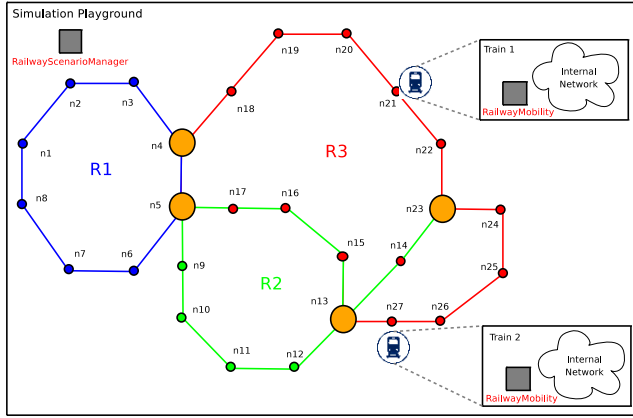 Simulation Playground
RailwayScenarioManager
n19
n20
Train 1
Internal
Network
RailwayMobility
n2
n3
n18
n21
n1
n4
R1
R3
n22
n8
n5
n17
n16
n23
n24
n7
n6
n9
n15
n14
n25
R2
n10
n13
n27
n26
n11
n12
Train 2
Internal
Network
RailwayMobility